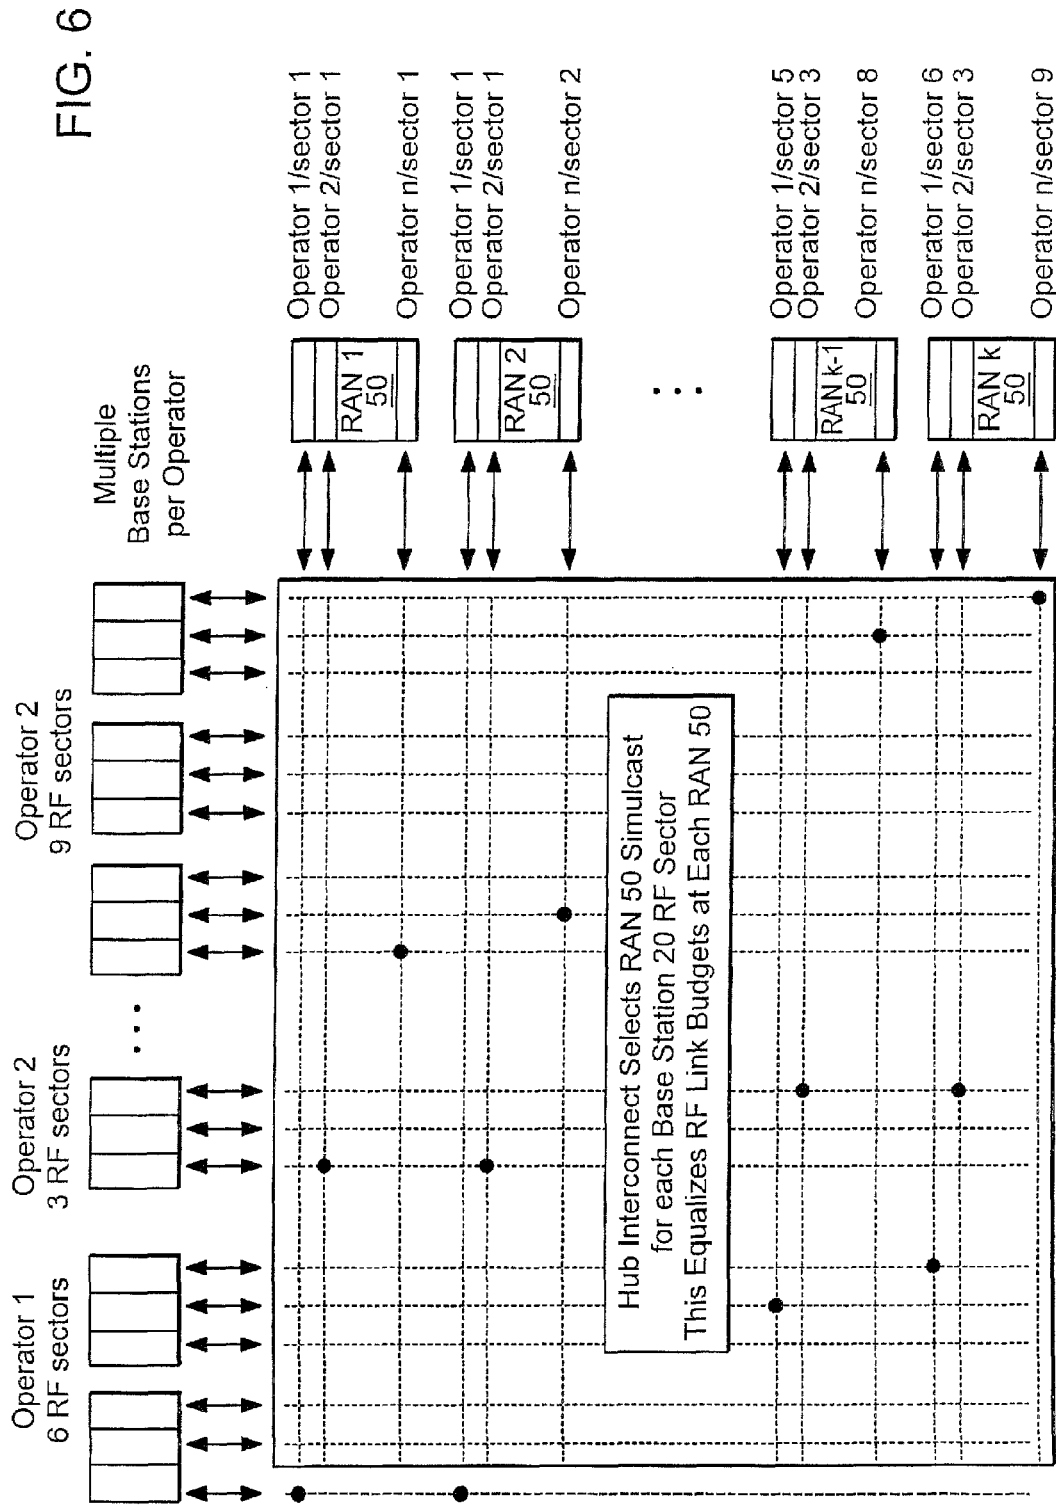 FIG. 6
Multiple
Base Stations
per Operator
Operator 1
6 RF sectors
Operator 2
3 RF sectors
...
Operator 2
9 RF sectors
Operator 1/sector 1
Operator 2/sector 1
RAN 1
50
Operator n/sector 1
Operator 1/sector 1
Operator 2/sector 1
RAN 2
50
Operator n/sector 2
...
Operator 1/sector 5
Operator 2/sector 3
RAN k-1
50
Operator n/sector 8
Operator 1/sector 6
Operator 2/sector 3
RAN k
50
Operator n/sector 9
Hub Interconnect Selects RAN 50 Simulcast
for each Base Station 20 RF Sector
This Equalizes RF Link Budgets at Each RAN 50